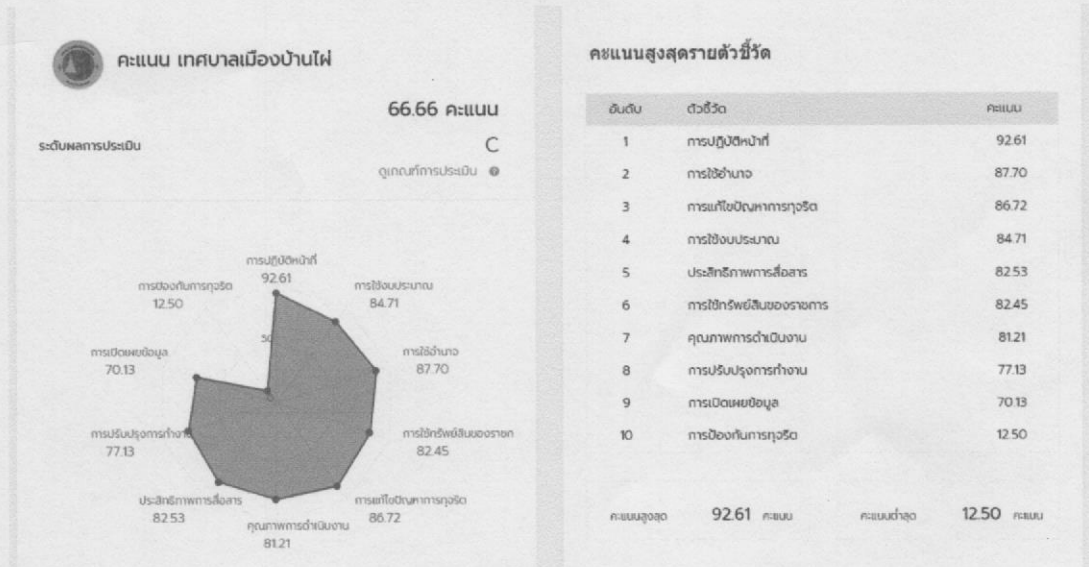 คะแนน เทศบาลเมืองบ้านไผ่
66.66 คะแนน
ระดับผลการประเมิน
C
ดูเกณฑ์การประเมิน
การปฏิบัติหน้าที่
92.61
การใช้งบประมาณ
84.71
การใช้อำนาจ
87.70
การใช้ทรัพย์สินของราชก
82.45
การแก้ไขปัญหาการทุจริต
86.72
คุณภาพการดำเนินงาน
81.21
ประสิทธิภาพการสื่อสาร
82.53
การปรับปรุงการทำงา
77.13
การเปิดเผยข้อมูล
70.13
การป้องกันการทุจริต
12.50
50
คะแนนสูงสุดรายตัวชี้วัด
อันดับ ตัวชี้วัด คะแนน
1 การปฏิบัติหน้าที่ 92.61
2 การใช้อำนาจ 87.70
3 การแก้ไขปัญหาการทุจริต 86.72
4 การใช้งบประมาณ 84.71
5 ประสิทธิภาพการสื่อสาร 82.53
6 การใช้ทรัพย์สินของราชการ 82.45
7 คุณภาพการดำเนินงาน 81.21
8 การปรับปรุงการทำงาน 77.13
9 การเปิดเผยข้อมูล 70.13
10 การป้องกันการทุจริต 12.50
คะแนนสูงสุด 92.61 คะแนน คะแนนต่ำสุด 12.50 คะแนน